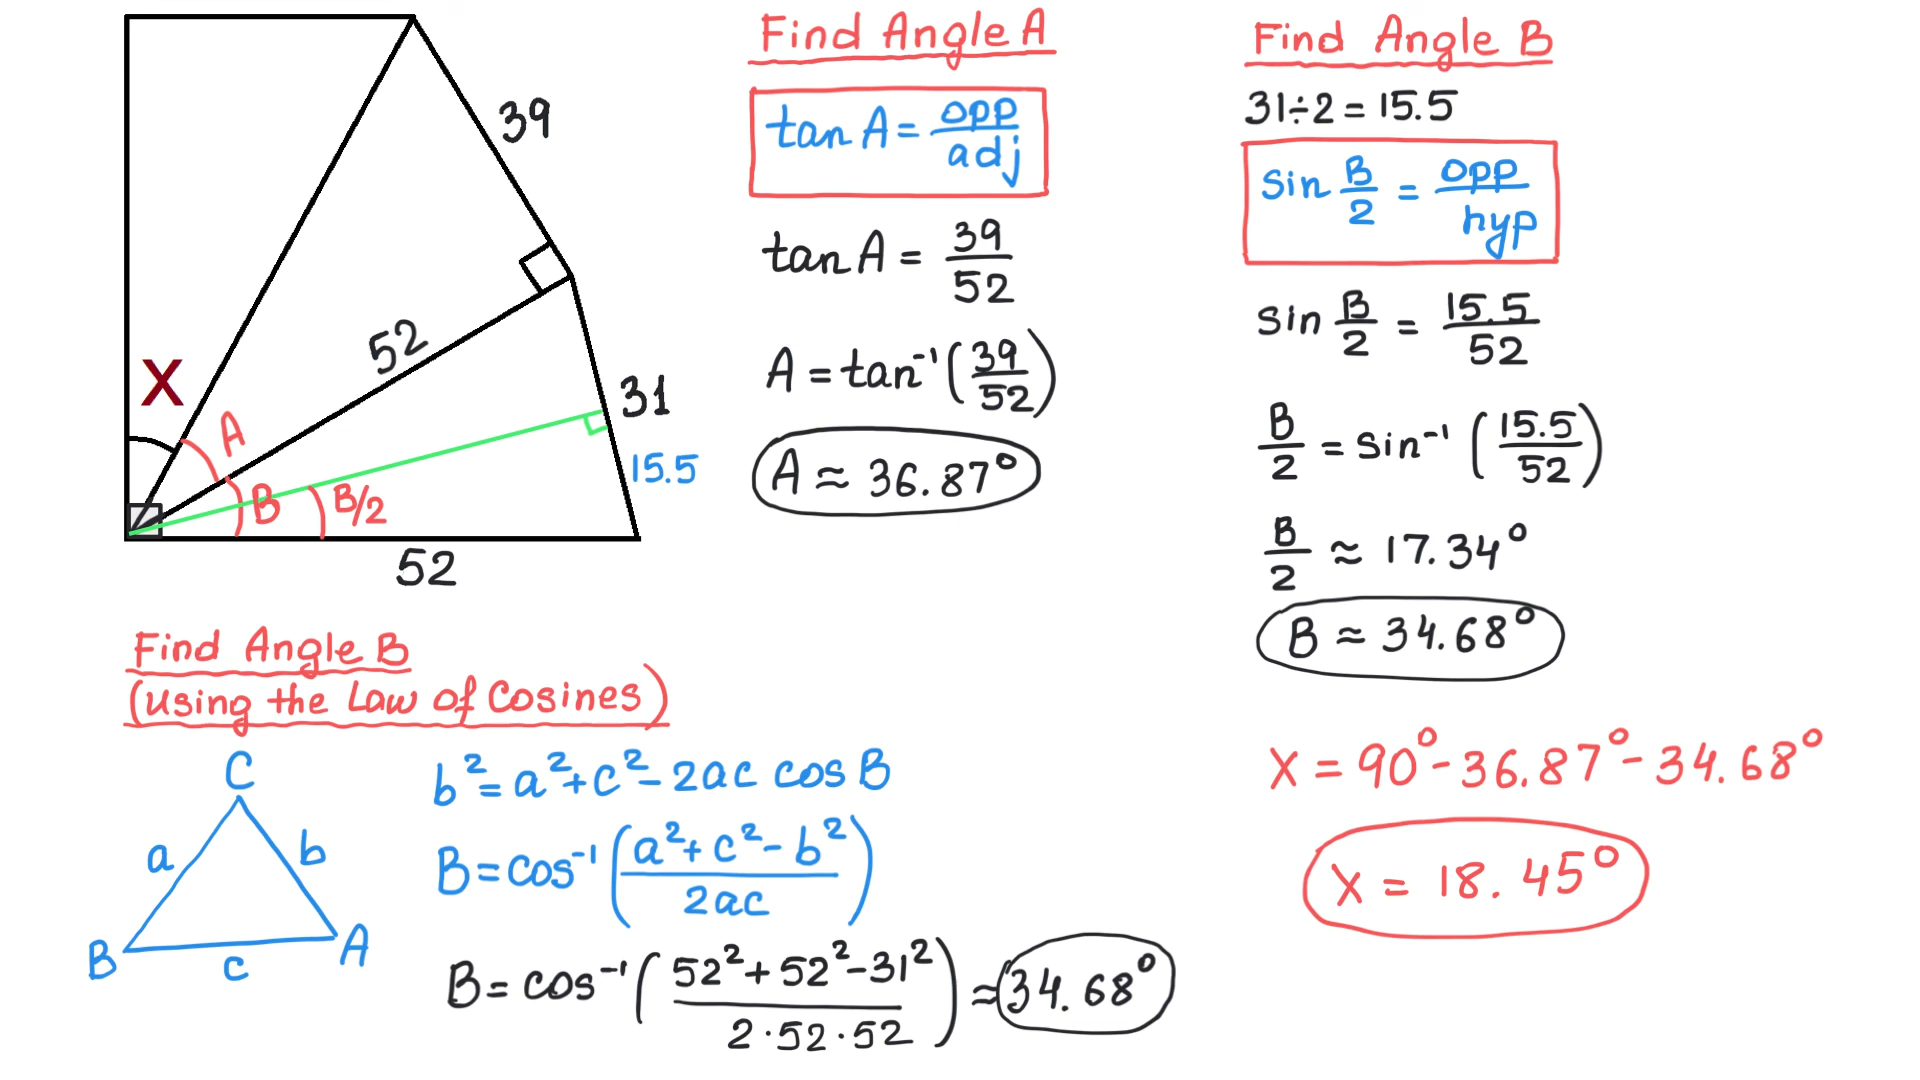 39
52
X
A
B
B/2
31
15.5
52
Find Angle A
tan A = opp/adj
tan A = 39/52
A = tan⁻¹(39/52)
A ≈ 36.87°
Find Angle B
31÷2 = 15.5
sin B/2 = opp/hyp
sin B/2 = 15.5/52
B/2 = sin⁻¹(15.5/52)
B/2 ≈ 17.34°
B ≈ 34.68°
X = 90° - 36.87° - 34.68°
X = 18.45°
Find Angle B
(Using the Law of Cosines)
C
a
b
B
c
A
b² = a² + c² - 2ac cos B
B = cos⁻¹((a² + c² - b²)/2ac)
B = cos⁻¹((52² + 52² - 31²)/2·52·52) ≈ 34.68°